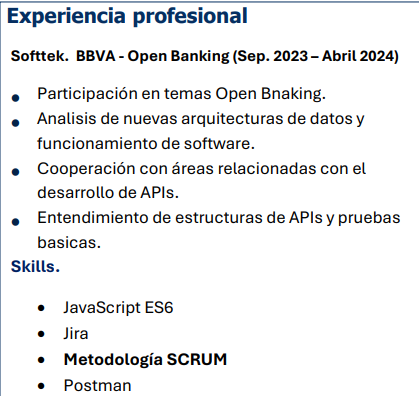 Experiencia profesional
Softtek. BBVA - Open Banking (Sep. 2023 – Abril 2024)
● Participación en temas Open Bnaking.
● Analisis de nuevas arquitecturas de datos y
funcionamiento de software.
● Cooperación con áreas relacionadas con el
desarrollo de APIs.
● Entendimiento de estructuras de APIs y pruebas
basicas.
Skills.
● JavaScript ES6
● Jira
● Metodología SCRUM
● Postman